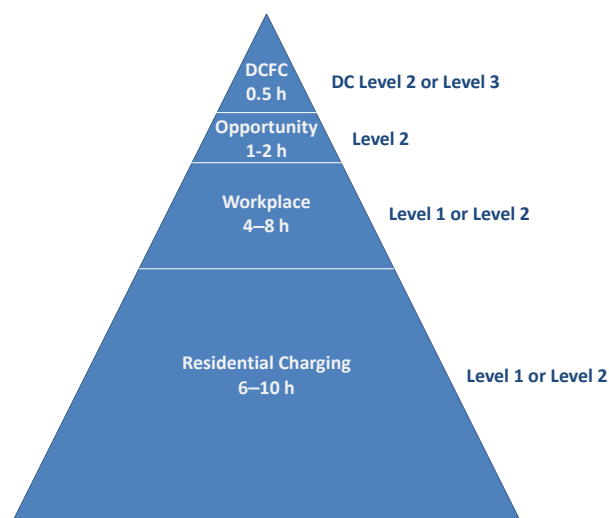 DCFC
0.5 h
DC Level 2 or Level 3
Opportunity
1-2 h
Level 2
Workplace
4–8 h
Level 1 or Level 2
Residential Charging
6–10 h
Level 1 or Level 2